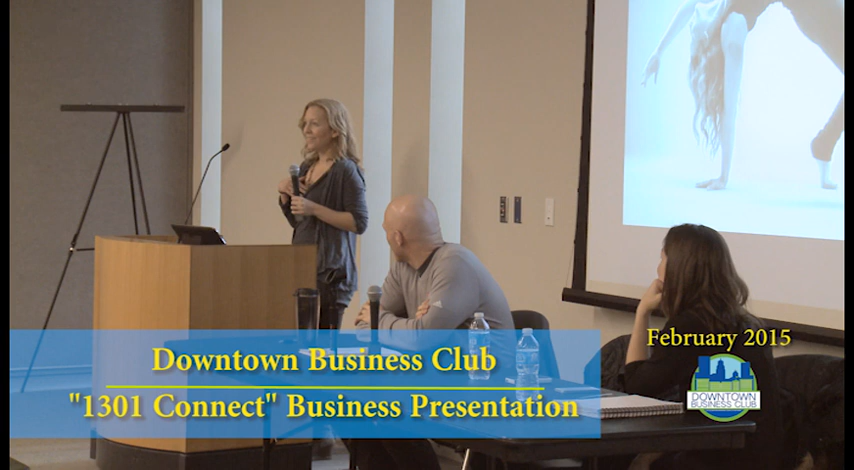 Downtown Business Club
"1301 Connect" Business Presentation
February 2015
DOWNTOWN
BUSINESS CLUB